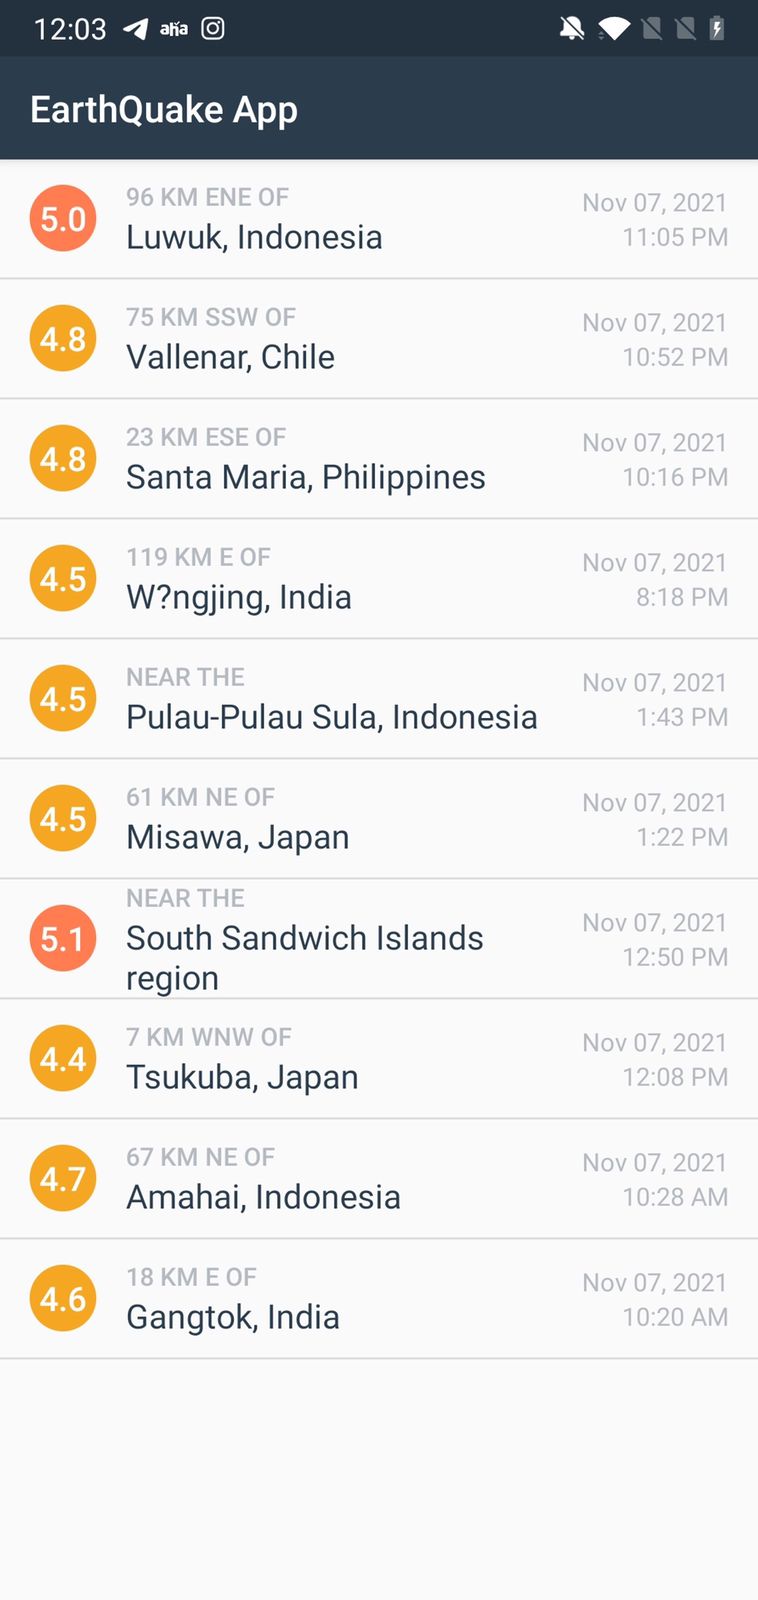 12:03 aha
EarthQuake App
5.0
96 KM ENE OF
Luwuk, Indonesia
Nov 07, 2021
11:05 PM
4.8
75 KM SSW OF
Vallenar, Chile
Nov 07, 2021
10:52 PM
4.8
23 KM ESE OF
Santa Maria, Philippines
Nov 07, 2021
10:16 PM
4.5
119 KM E OF
W?ngjing, India
Nov 07, 2021
8:18 PM
4.5
NEAR THE
Pulau-Pulau Sula, Indonesia
Nov 07, 2021
1:43 PM
4.5
61 KM NE OF
Misawa, Japan
Nov 07, 2021
1:22 PM
5.1
NEAR THE
South Sandwich Islands
region
Nov 07, 2021
12:50 PM
4.4
7 KM WNW OF
Tsukuba, Japan
Nov 07, 2021
12:08 PM
4.7
67 KM NE OF
Amahai, Indonesia
Nov 07, 2021
10:28 AM
4.6
18 KM E OF
Gangtok, India
Nov 07, 2021
10:20 AM